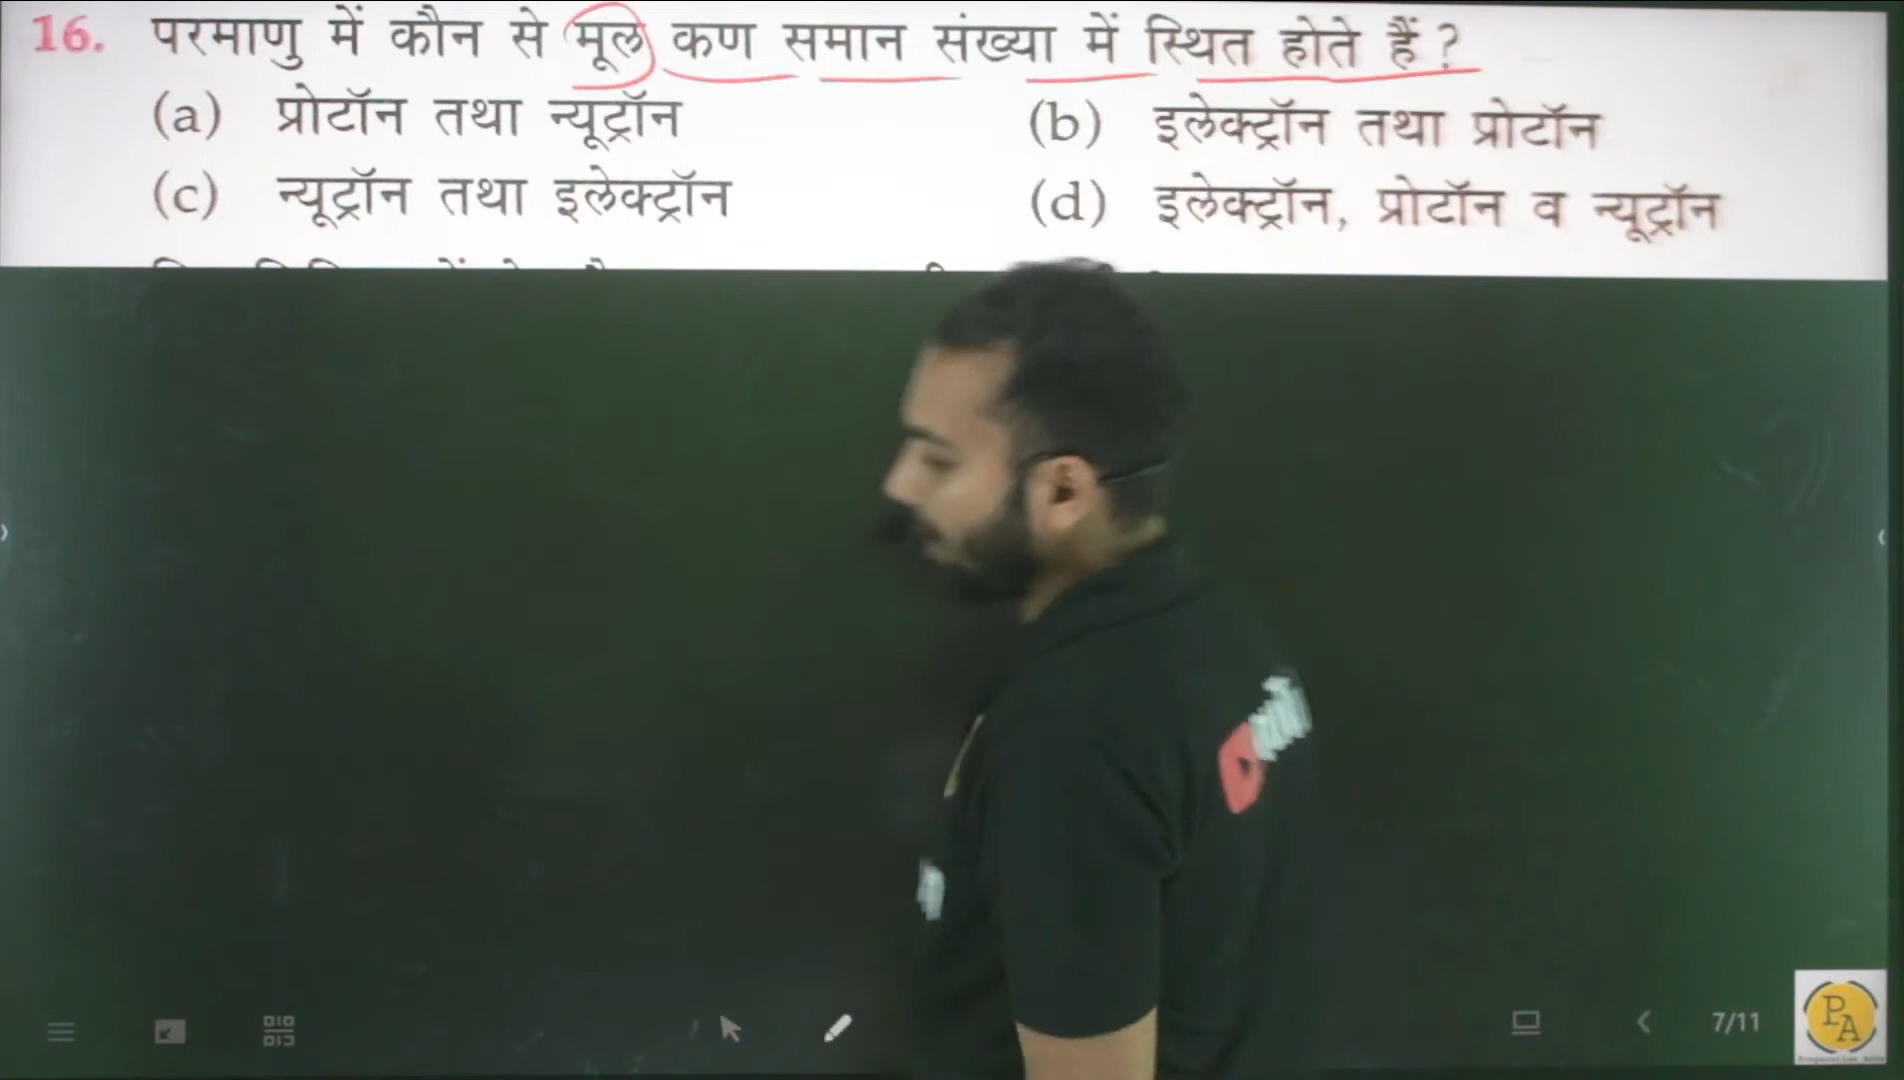 16. परमाणु में कौन से मूल कण समान संख्या में स्थित होते हैं ?
(a) प्रोटॉन तथा न्यूट्रॉन (b) इलेक्ट्रॉन तथा प्रोटॉन
(c) न्यूट्रॉन तथा इलेक्ट्रॉन (d) इलेक्ट्रॉन, प्रोटॉन व न्यूट्रॉन
7/11
PA